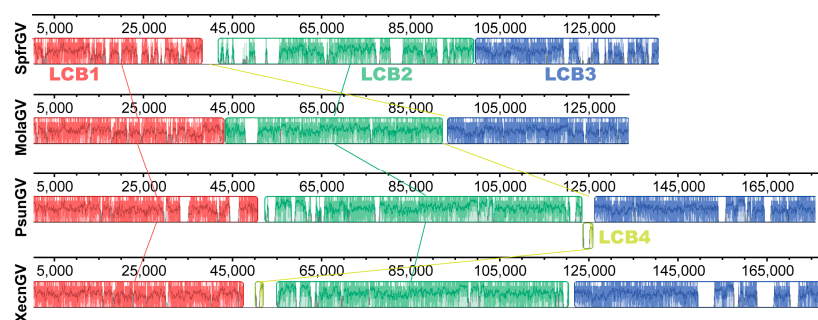 5,000 25,000 45,000 65,000 85,000 105,000 125,000
SpfrGV
LCB1 LCB2 LCB3
5,000 25,000 45,000 65,000 85,000 105,000 125,000
MolaGV
5,000 25,000 45,000 65,000 85,000 105,000 125,000 145,000 165,000
PsunGV
LCB4
5,000 25,000 45,000 65,000 85,000 105,000 125,000 145,000 165,000
XecnGV